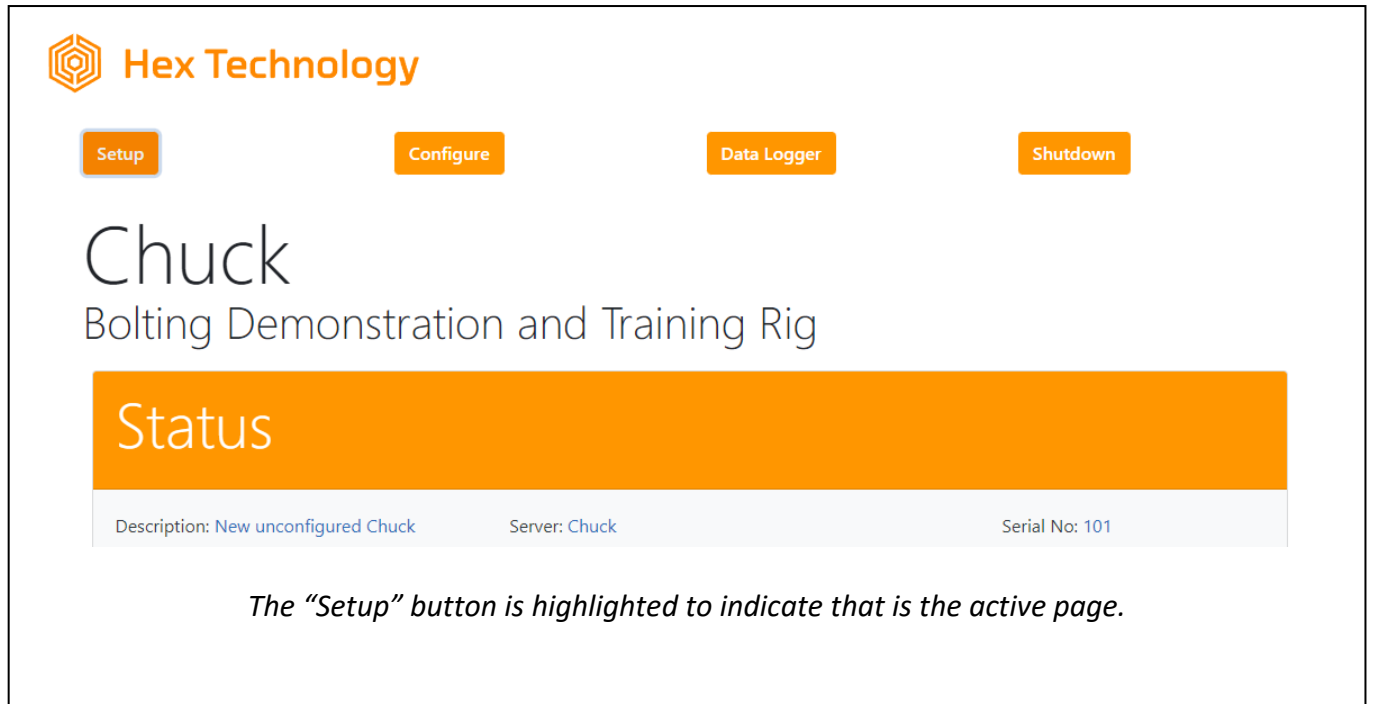 Hex Technology
Setup Configure Data Logger Shutdown
Chuck
Bolting Demonstration and Training Rig
Status
Description: New unconfigured Chuck Server: Chuck Serial No: 101
The “Setup” button is highlighted to indicate that is the active page.